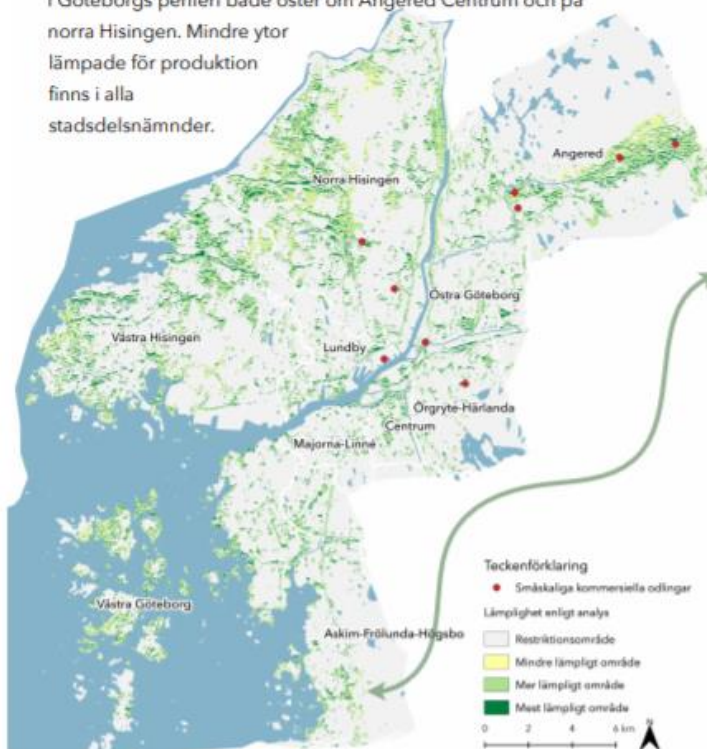 i Göteborgs periferi både öster om Angered Centrum och på
norra Hisingen. Mindre ytor
lämpade för produktion
finns i alla
stadsdelsnämnder.
Angered
Norra Hisingen
Östra Göteborg
Västra Hisingen
Lundby
Örgryte-Härlanda
Centrum
Majorna-Linné
Västra Göteborg
Askim-Frölunda-Högsbo
Teckenförklaring
Småskaliga kommersiella odlingar
Lämplighet enligt analys
Restriktionsområde
Mindre lämpligt område
Mer lämpligt område
Mest lämpligt område
0 2 4 6 km
N